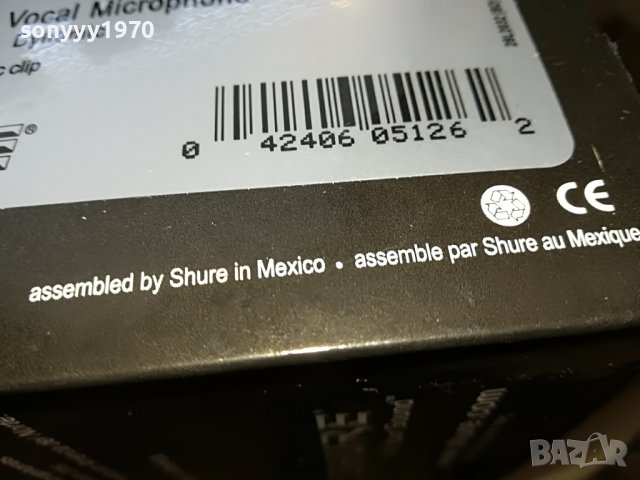 sonyyy1970
Vocal Microphone
c clip
®
0 42406 05126 2
CE
assembled by Shure in Mexico • assemble par Shure au Mexique
BAZAR